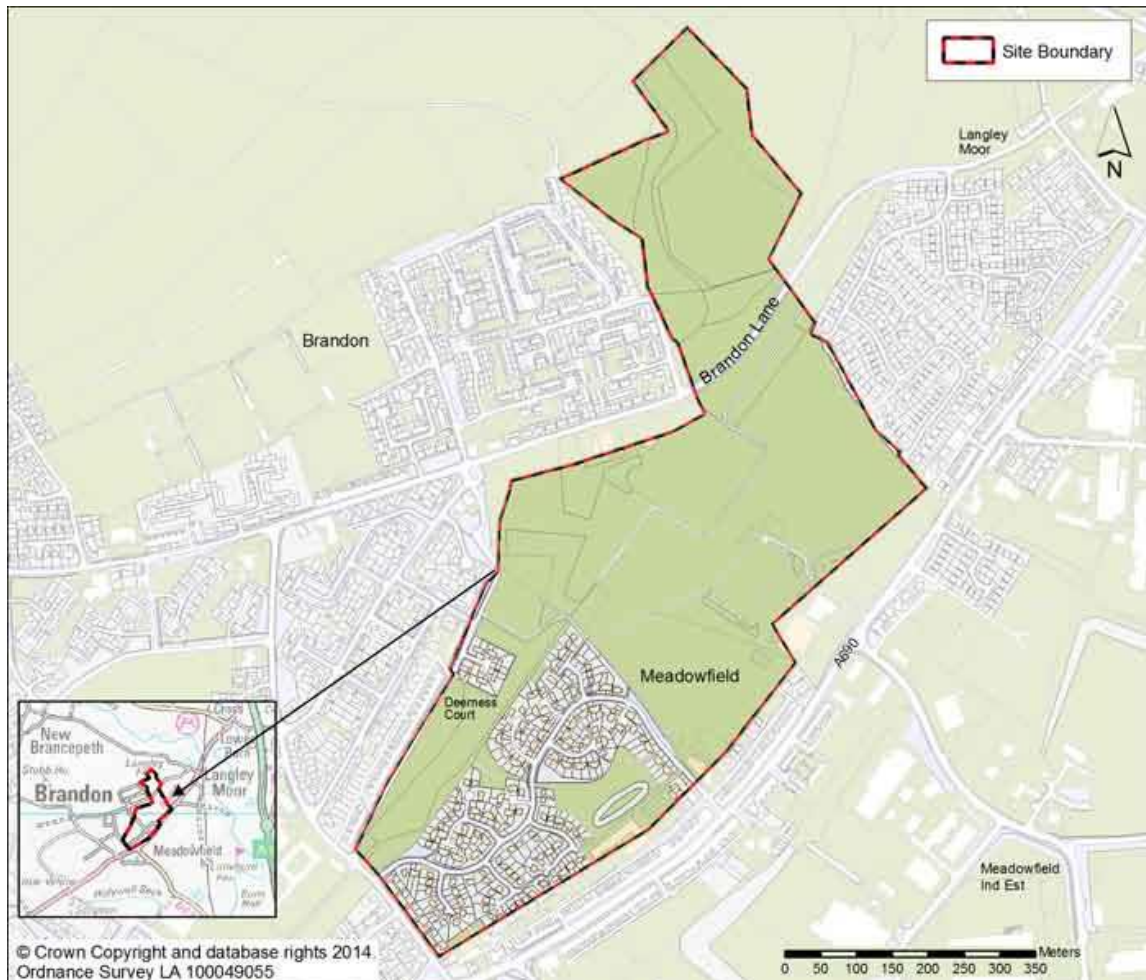 Site Boundary
Langley
Moor
N
Brandon
Brandon Lane
Meadowfield
A690
Deerness
Court
Meadowfield
Ind Est
New
Brancepeth
Brandon
Langley
Moor
Meadowfield
© Crown Copyright and database rights 2014.
Ordnance Survey LA 100049055
Meters
0 50 100 150 200 250 300 350